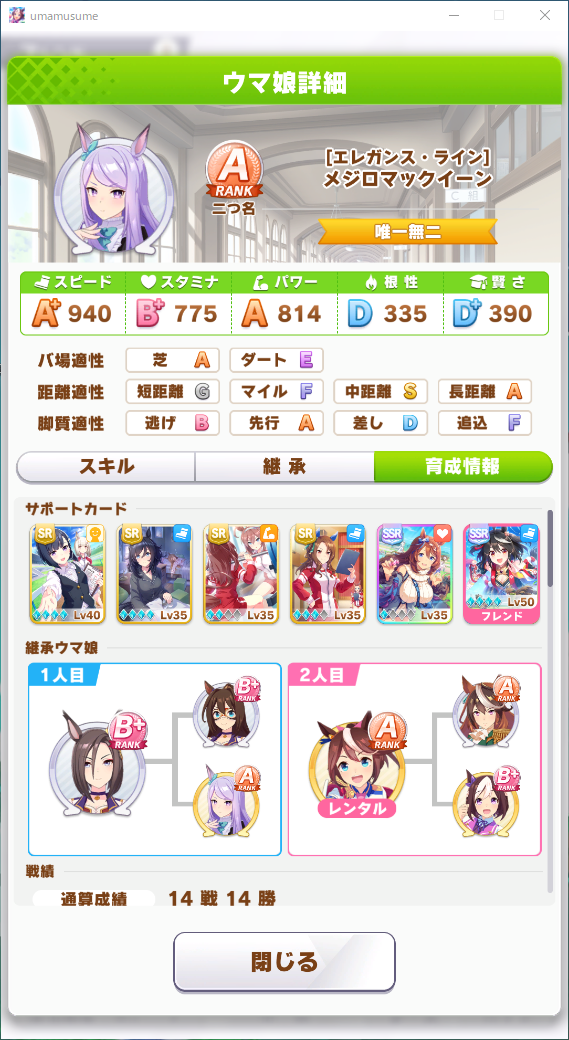 umamusume
ウマ娘詳細
A
RANK
二つ名
[エレガンス・ライン]
メジロマックイーン
C 組
唯一無二
スピード スタミナ パワー 根性 賢さ
A+ 940 B+ 775 A 814 D 335 D+ 390
バ場適性 芝 A ダート E
距離適性 短距離 G マイル F 中距離 S 長距離 A
脚質適性 逃げ B 先行 A 差し D 追込 F
スキル 継承 育成情報
サポートカード
SR SR SR SR SSR SSR
Lv40 Lv35 Lv35 Lv35 Lv35 Lv50
フレンド
継承ウマ娘
1人目 2人目
B+ RANK B+ RANK A RANK
A RANK A RANK B+ RANK
レンタル
戦績
通算成績 14戦14勝
閉じる